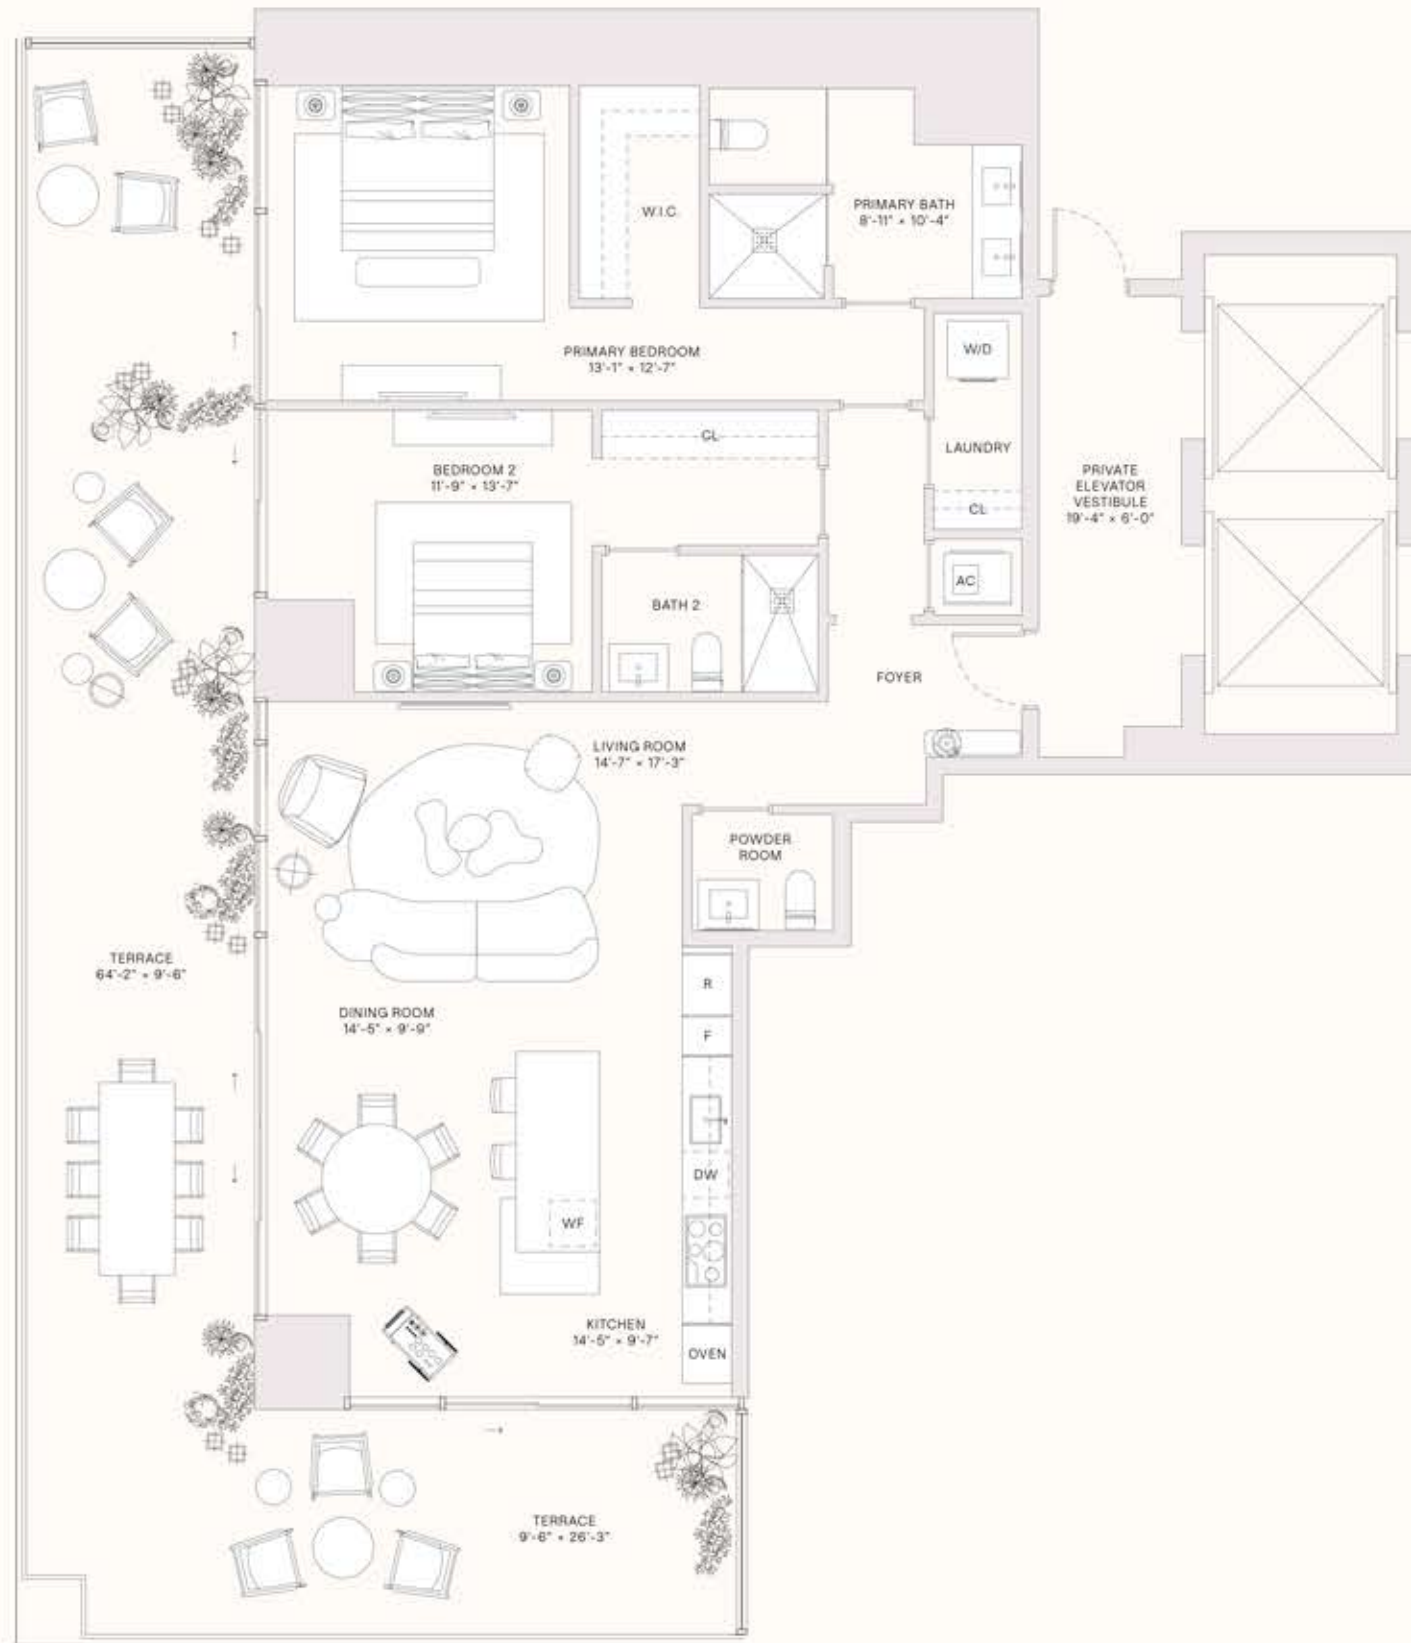 W.I.C.
PRIMARY BATH
8'-11" × 10'-4"
PRIMARY BEDROOM
13'-1" × 12'-7"
W/D
CL
BEDROOM 2
11'-9" × 13'-7"
LAUNDRY
PRIVATE
ELEVATOR
VESTIBULE
19'-4" × 6'-0"
CL
AC
BATH 2
FOYER
LIVING ROOM
14'-7" × 17'-3"
POWDER
ROOM
TERRACE
64'-2" × 9'-6"
R
DINING ROOM
14'-5" × 9'-9"
F
DW
WF
KITCHEN
14'-5" × 9'-7"
OVEN
TERRACE
9'-6" × 26'-3"